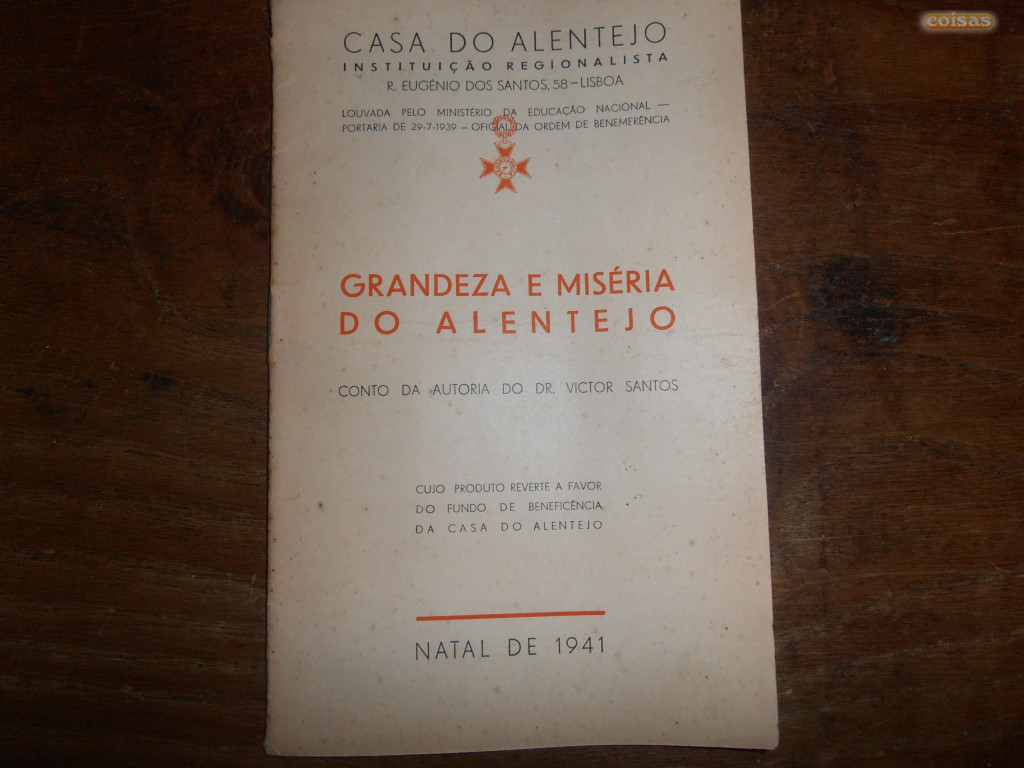 coisas
CASA DO ALENTEJO
INSTITUIÇÃO REGIONALISTA
R. EUGÉNIO DOS SANTOS, 58 — LISBOA
LOUVADA PELO MINISTÉRIO DA EDUCAÇÃO NACIONAL —
PORTARIA DE 29-7-1939 — OFICIAL DA ORDEM DE BENEMERÊNCIA
GRANDEZA E MISÉRIA
DO ALENTEJO
CONTO DA AUTORIA DO DR. VICTOR SANTOS
CUJO PRODUTO REVERTE A FAVOR
DO FUNDO DE BENEFICÊNCIA
DA CASA DO ALENTEJO
NATAL DE 1941